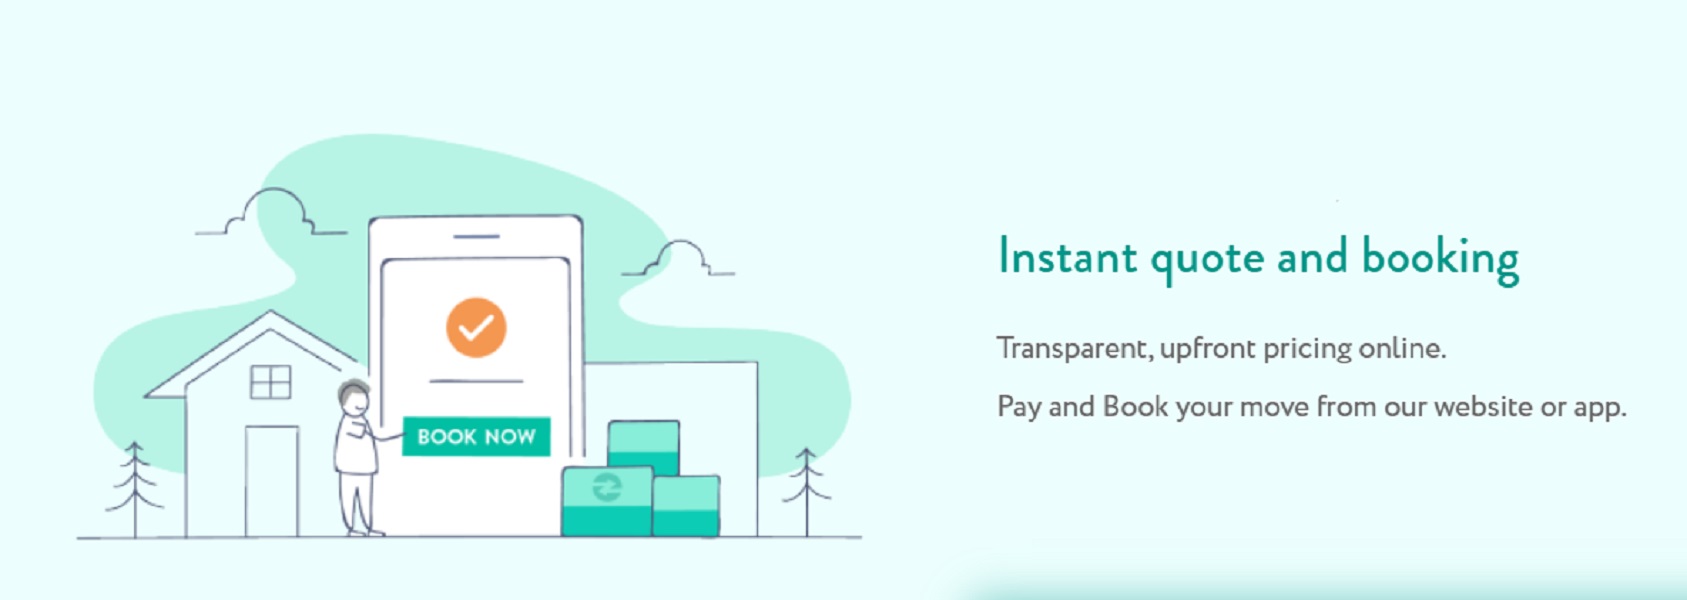 BOOK NOW
Instant quote and booking
Transparent, upfront pricing online.
Pay and Book your move from our website or app.